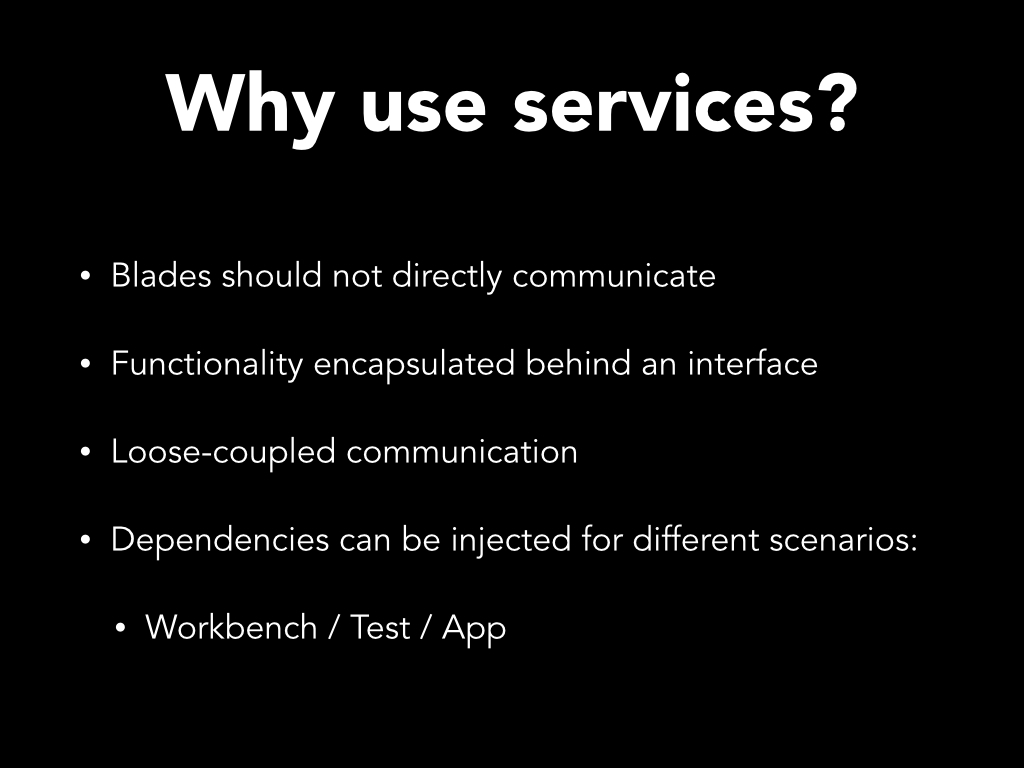 Why use services?
• Blades should not directly communicate
• Functionality encapsulated behind an interface
• Loose-coupled communication
• Dependencies can be injected for different scenarios:
• Workbench / Test / App